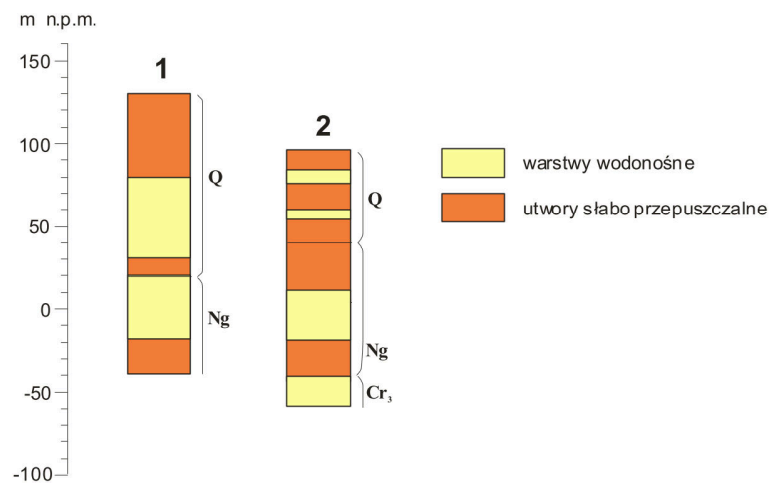 m n.p.m.
150
100
50
0
-50
-100
1
Q
Ng
2
Q
Ng
Cr₃
warstwy wodonośne
utwory słabo przepuszczalne